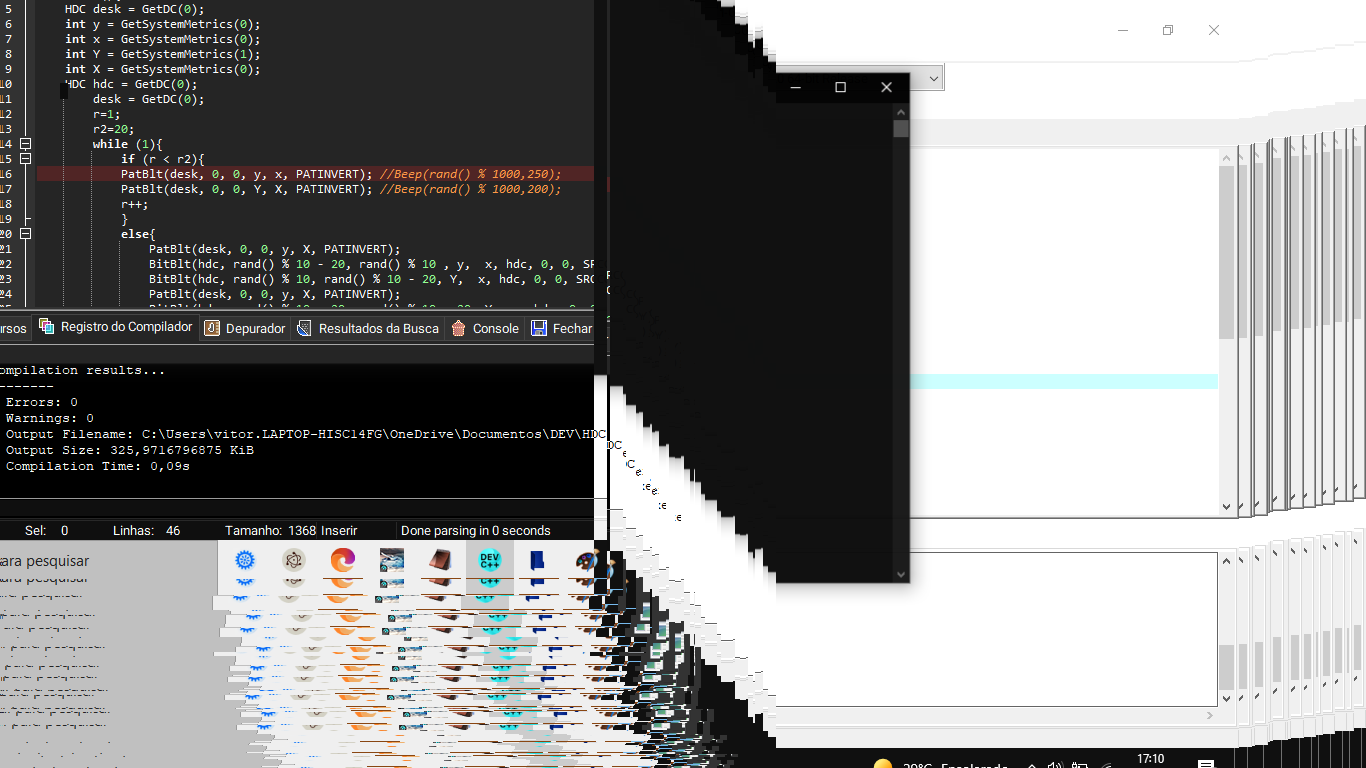 5 HDC desk = GetDC(0);
6 int y = GetSystemMetrics(0);
7 int x = GetSystemMetrics(0);
8 int Y = GetSystemMetrics(1);
9 int X = GetSystemMetrics(0);
10 HDC hdc = GetDC(0);
11 desk = GetDC(0);
12 r=1;
13 r2=20;
14 while (1){
15 if (r < r2){
16 PatBlt(desk, 0, 0, y, x, PATINVERT); //Beep(rand() % 1000,250);
17 PatBlt(desk, 0, 0, Y, X, PATINVERT); //Beep(rand() % 1000,200);
18 r++;
19 }
20 else{
21 PatBlt(desk, 0, 0, y, X, PATINVERT);
22 BitBlt(hdc, rand() % 10 - 20, rand() % 10 , y,  x, hdc, 0, 0, SR
23 BitBlt(hdc, rand() % 10, rand() % 10 - 20, Y,  x, hdc, 0, 0, SRC
24 PatBlt(desk, 0, 0, y, X, PATINVERT);
rsos Registro do Compilador Depurador Resultados da Busca Console Fechar
ompilation results...
-------
Errors: 0
Warnings: 0
Output Filename: C:\Users\vitor.LAPTOP-HISC14FG\OneDrive\Documentos\DEV\HDC
Output Size: 325,9716796875 KiB
Compilation Time: 0,09s
Sel: 0 Linhas: 46 Tamanho: 1368 Inserir Done parsing in 0 seconds
ara pesquisar DEV C++
ara pesquisar
17:10